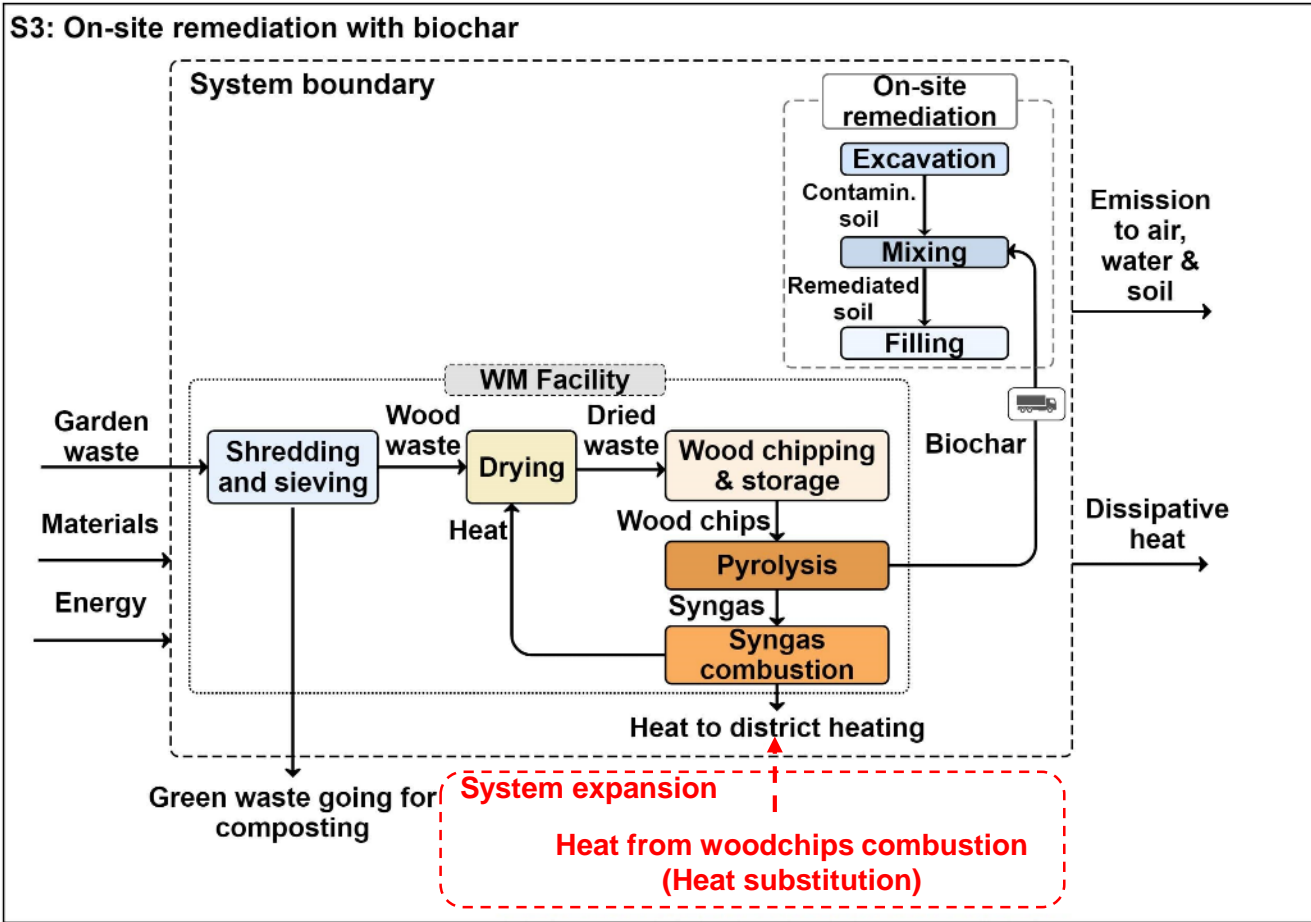 S3: On-site remediation with biochar
System boundary
On-site
remediation
Excavation
Contamin.
soil
Mixing
Remediated
soil
Filling
Emission
to air,
water &
soil
WM Facility
Garden
waste
Shredding
and sieving
Wood
waste
Drying
Dried
waste
Wood chipping
& storage
Biochar
Materials
Heat
Wood chips
Dissipative
heat
Pyrolysis
Energy
Syngas
Syngas
combustion
Heat to district heating
Green waste going for
composting
System expansion
Heat from woodchips combustion
(Heat substitution)